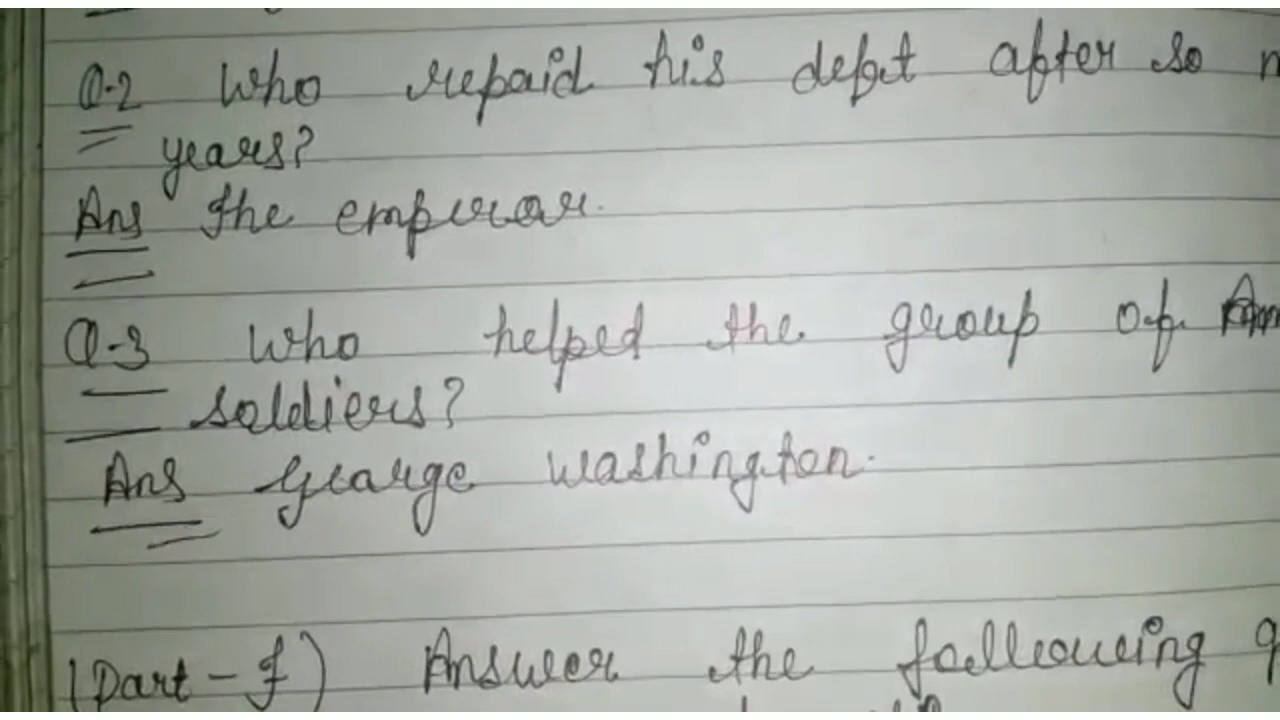 Q-2 Who repaid his debt after so
years?
Ans The emperor.
Q-3 Who helped the group of
soldiers?
Ans George Washington.
(Part-f) Answer the following